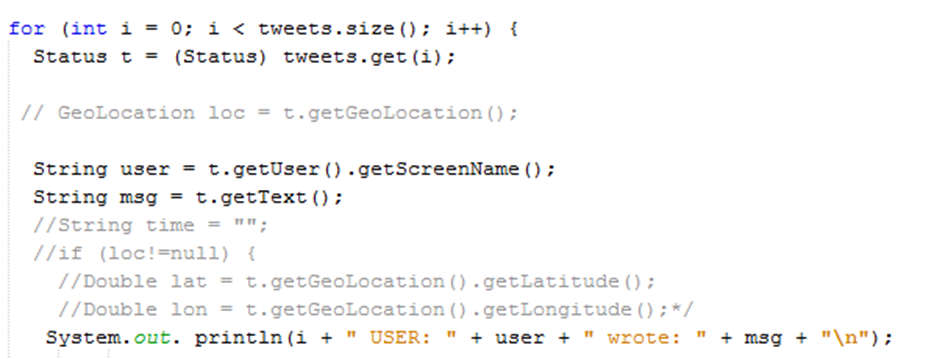 for (int i = 0; i < tweets.size(); i++) {
Status t = (Status) tweets.get(i);
// GeoLocation loc = t.getGeoLocation();
String user = t.getUser().getScreenName();
String msg = t.getText();
//String time = "";
//if (loc!=null) {
//Double lat = t.getGeoLocation().getLatitude();
//Double lon = t.getGeoLocation().getLongitude();*/
System.out. println(i + " USER: " + user + " wrote: " + msg + "\n");